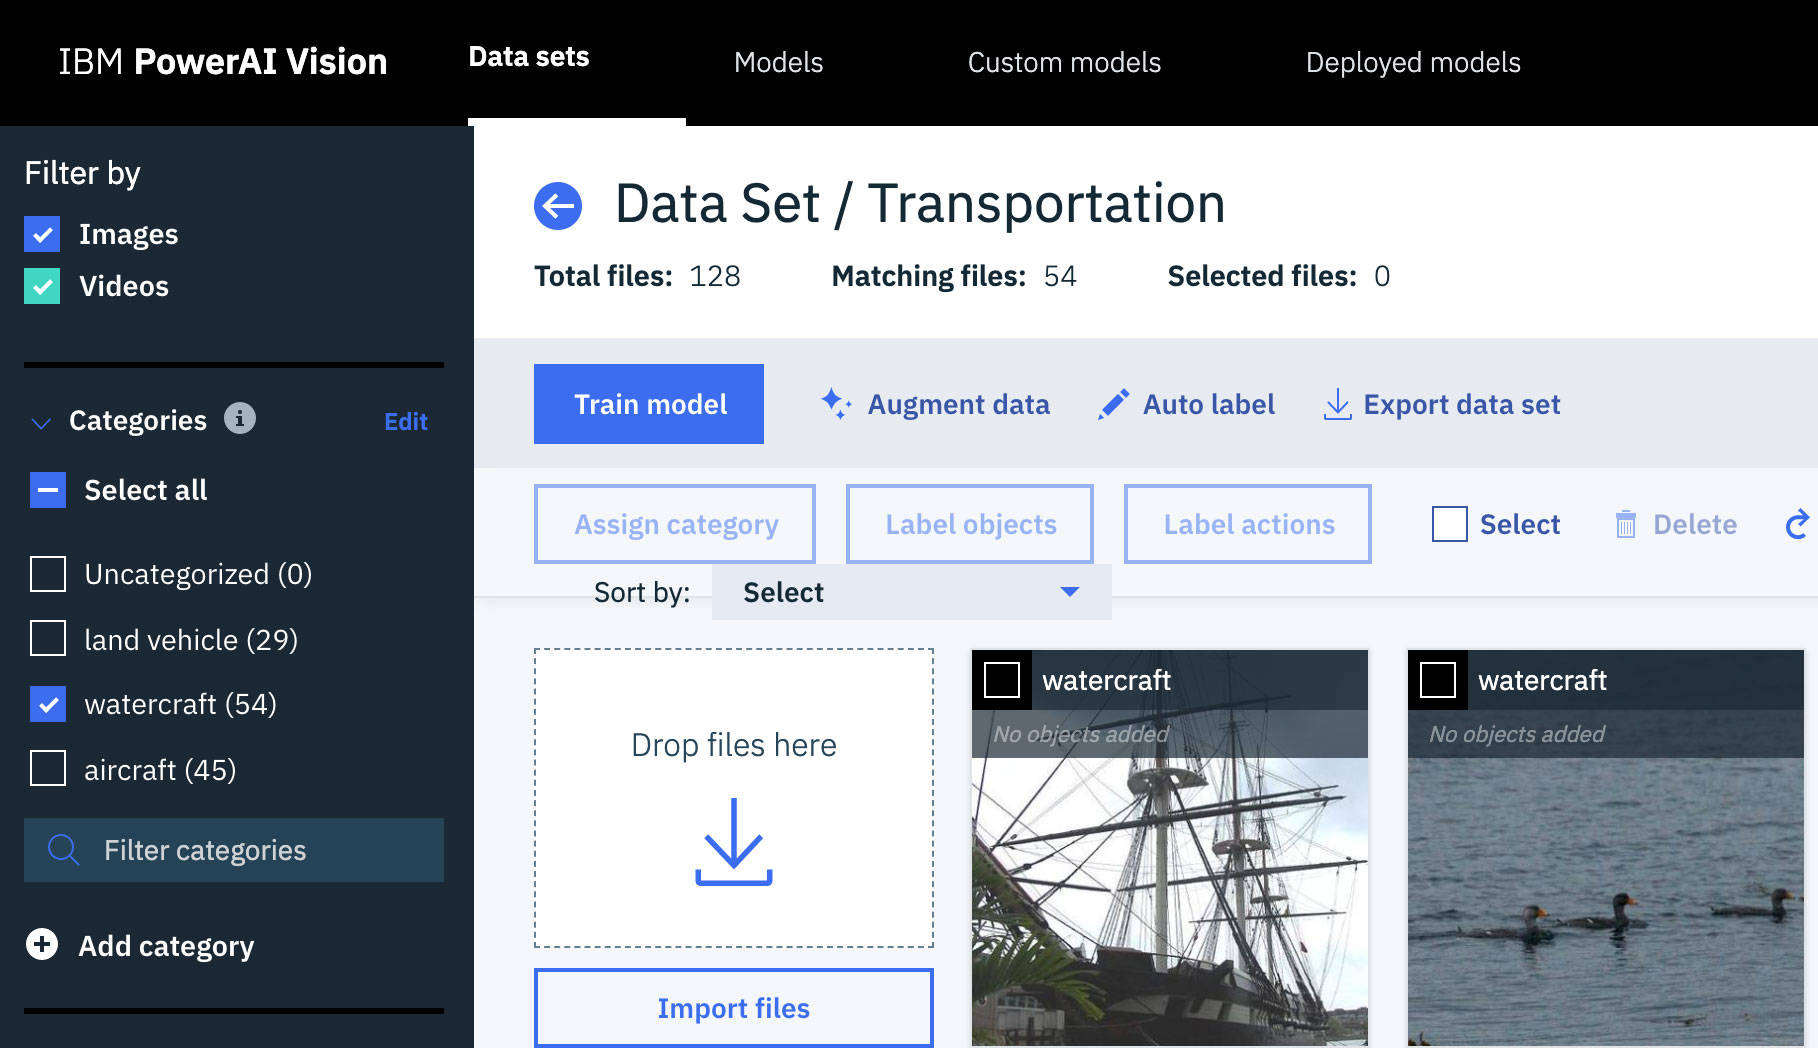 IBM PowerAI Vision
Data sets
Models
Custom models
Deployed models
Filter by
Images
Videos
Categories
Edit
Select all
Uncategorized (0)
land vehicle (29)
watercraft (54)
aircraft (45)
Filter categories
Add category
Data Set / Transportation
Total files: 128
Matching files: 54
Selected files: 0
Train model
Augment data
Auto label
Export data set
Assign category
Label objects
Label actions
Select
Delete
Sort by:
Select
Drop files here
Import files
watercraft
No objects added
watercraft
No objects added